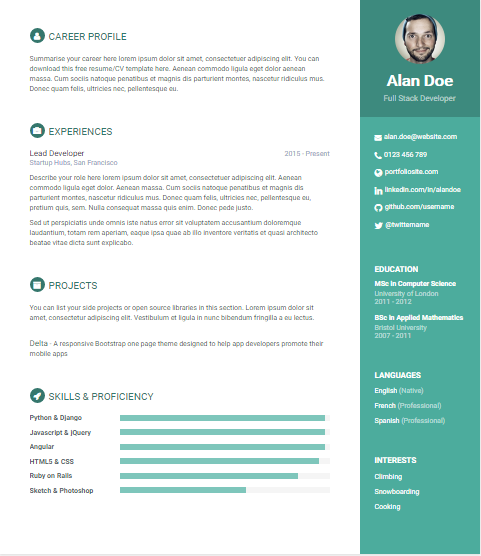 CAREER PROFILE
Summarise your career here lorem ipsum dolor sit amet, consectetuer adipiscing elit. You can
download this free resume/CV template here. Aenean commodo ligula eget dolor aenean
massa. Cum sociis natoque penatibus et magnis dis parturient montes, nascetur ridiculus mus.
Donec quam felis, ultricies nec, pellentesque eu.
EXPERIENCES
Lead Developer 2015 - Present
Startup Hubs, San Francisco
Describe your role here lorem ipsum dolor sit amet, consectetuer adipiscing elit. Aenean
commodo ligula eget dolor. Aenean massa. Cum sociis natoque penatibus et magnis dis
parturient montes, nascetur ridiculus mus. Donec quam felis, ultricies nec, pellentesque eu,
pretium quis, sem. Nulla consequat massa quis enim. Donec pede justo.
Sed ut perspiciatis unde omnis iste natus error sit voluptatem accusantium doloremque
laudantium, totam rem aperiam, eaque ipsa quae ab illo inventore veritatis et quasi architecto
beatae vitae dicta sunt explicabo.
PROJECTS
You can list your side projects or open source libraries in this section. Lorem ipsum dolor sit
amet, consectetur adipiscing elit. Vestibulum et ligula in nunc bibendum fringilla a eu lectus.
Delta - A responsive Bootstrap one page theme designed to help app developers promote their
mobile apps
SKILLS & PROFICIENCY
Python & Django
Javascript & jQuery
Angular
HTML5 & CSS
Ruby on Rails
Sketch & Photoshop
Alan Doe
Full Stack Developer
alan.doe@website.com
0123 456 789
portfoliosite.com
linkedin.com/in/alandoe
github.com/username
@twittername
EDUCATION
MSc in Computer Science
University of London
2011 - 2012
BSc in Applied Mathematics
Bristol University
2007 - 2011
LANGUAGES
English (Native)
French (Professional)
Spanish (Professional)
INTERESTS
Climbing
Snowboarding
Cooking